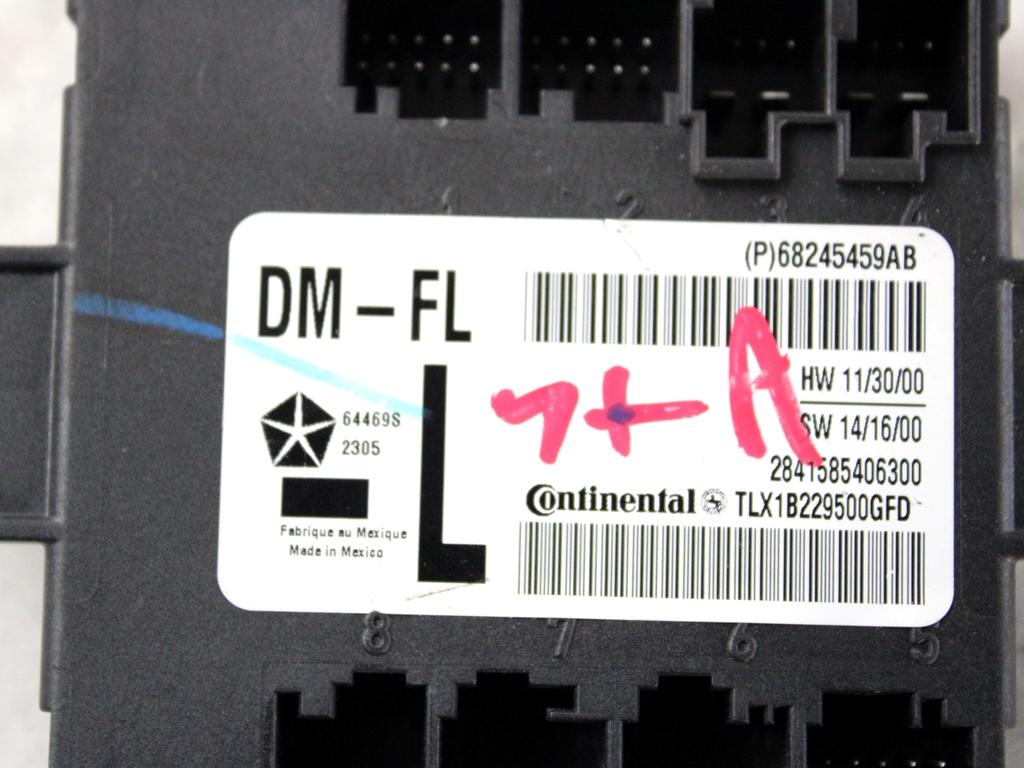 1 2 3 4
(P)68245459AB
DM-FL
HW 11/30/00
64469S
2305
L
A
SW 14/16/00
2841585406300
Continental TLX1B229500GFD
Fabrique au Mexique
Made in Mexico
8 7 6 5